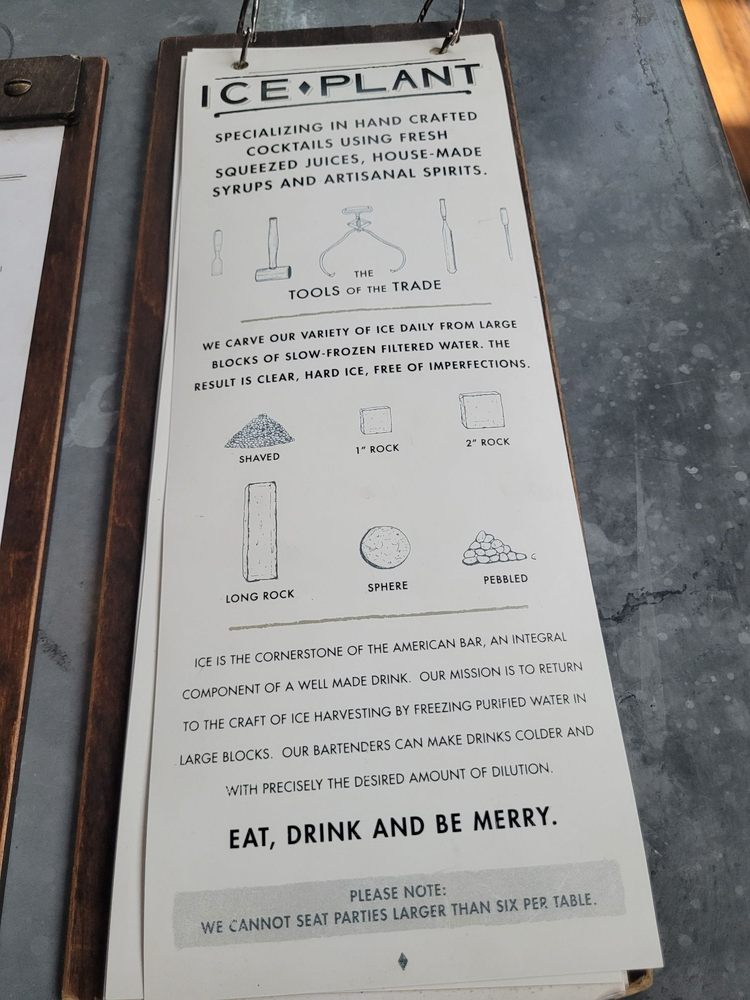 ICE♦PLANT
SPECIALIZING IN HAND CRAFTED
COCKTAILS USING FRESH
SQUEEZED JUICES, HOUSE-MADE
SYRUPS AND ARTISANAL SPIRITS.
THE
TOOLS OF THE TRADE
WE CARVE OUR VARIETY OF ICE DAILY FROM LARGE
BLOCKS OF SLOW-FROZEN FILTERED WATER. THE
RESULT IS CLEAR, HARD ICE, FREE OF IMPERFECTIONS.
SHAVED
1" ROCK
2" ROCK
LONG ROCK
SPHERE
PEBBLED
ICE IS THE CORNERSTONE OF THE AMERICAN BAR, AN INTEGRAL
COMPONENT OF A WELL MADE DRINK. OUR MISSION IS TO RETURN
TO THE CRAFT OF ICE HARVESTING BY FREEZING PURIFIED WATER IN
LARGE BLOCKS. OUR BARTENDERS CAN MAKE DRINKS COLDER AND
WITH PRECISELY THE DESIRED AMOUNT OF DILUTION.
EAT, DRINK AND BE MERRY.
PLEASE NOTE:
WE CANNOT SEAT PARTIES LARGER THAN SIX PER TABLE.